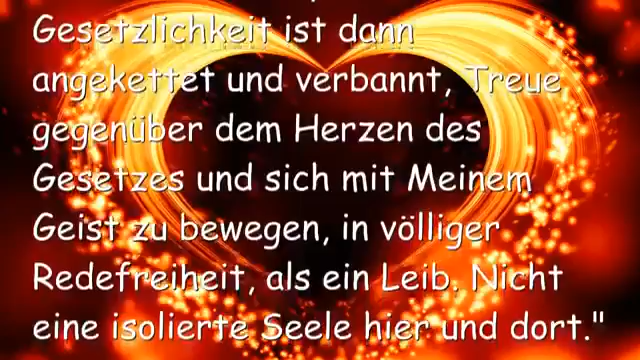 Gesetzlichkeit ist dann
angekettet und verbannt, Treue
gegenüber dem Herzen des
Gesetzes und sich mit Meinem
Geist zu bewegen, in völliger
Redefreiheit, als ein Leib. Nicht
eine isolierte Seele hier und dort."